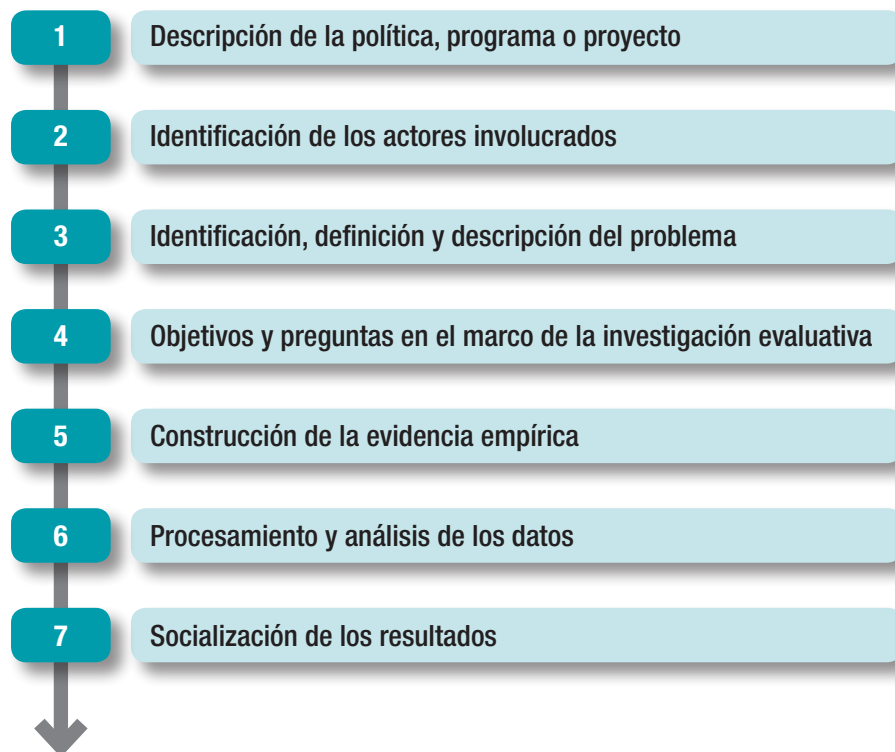 1 Descripción de la política, programa o proyecto
2 Identificación de los actores involucrados
3 Identificación, definición y descripción del problema
4 Objetivos y preguntas en el marco de la investigación evaluativa
5 Construcción de la evidencia empírica
6 Procesamiento y análisis de los datos
7 Socialización de los resultados